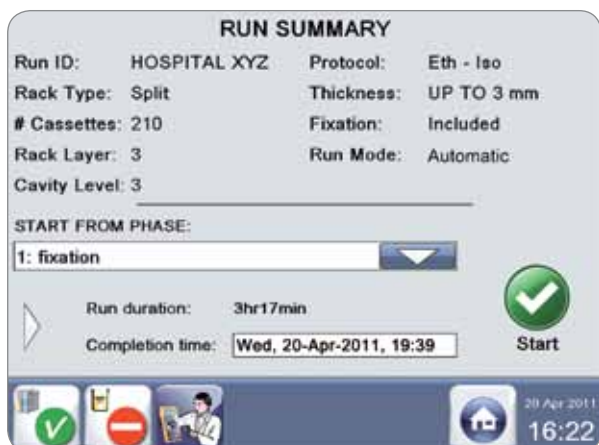 RUN SUMMARY
Run ID: HOSPITAL XYZ Protocol: Eth - Iso
Rack Type: Split Thickness: UP TO 3 mm
# Cassettes: 210 Fixation: Included
Rack Layer: 3 Run Mode: Automatic
Cavity Level: 3
START FROM PHASE:
1: fixation
Run duration: 3hr17min
Completion time: Wed, 20-Apr-2011, 19:39
Start
20 Apr 2011
16:22